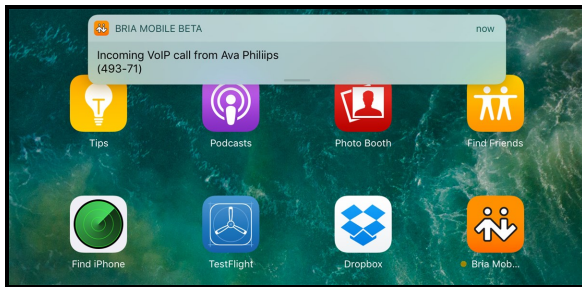 BRIA MOBILE BETA now
Incoming VoIP call from Ava Philiips
(493-71)
Tips Podcasts Photo Booth Find Friends
Find iPhone TestFlight Dropbox Bria Mob...